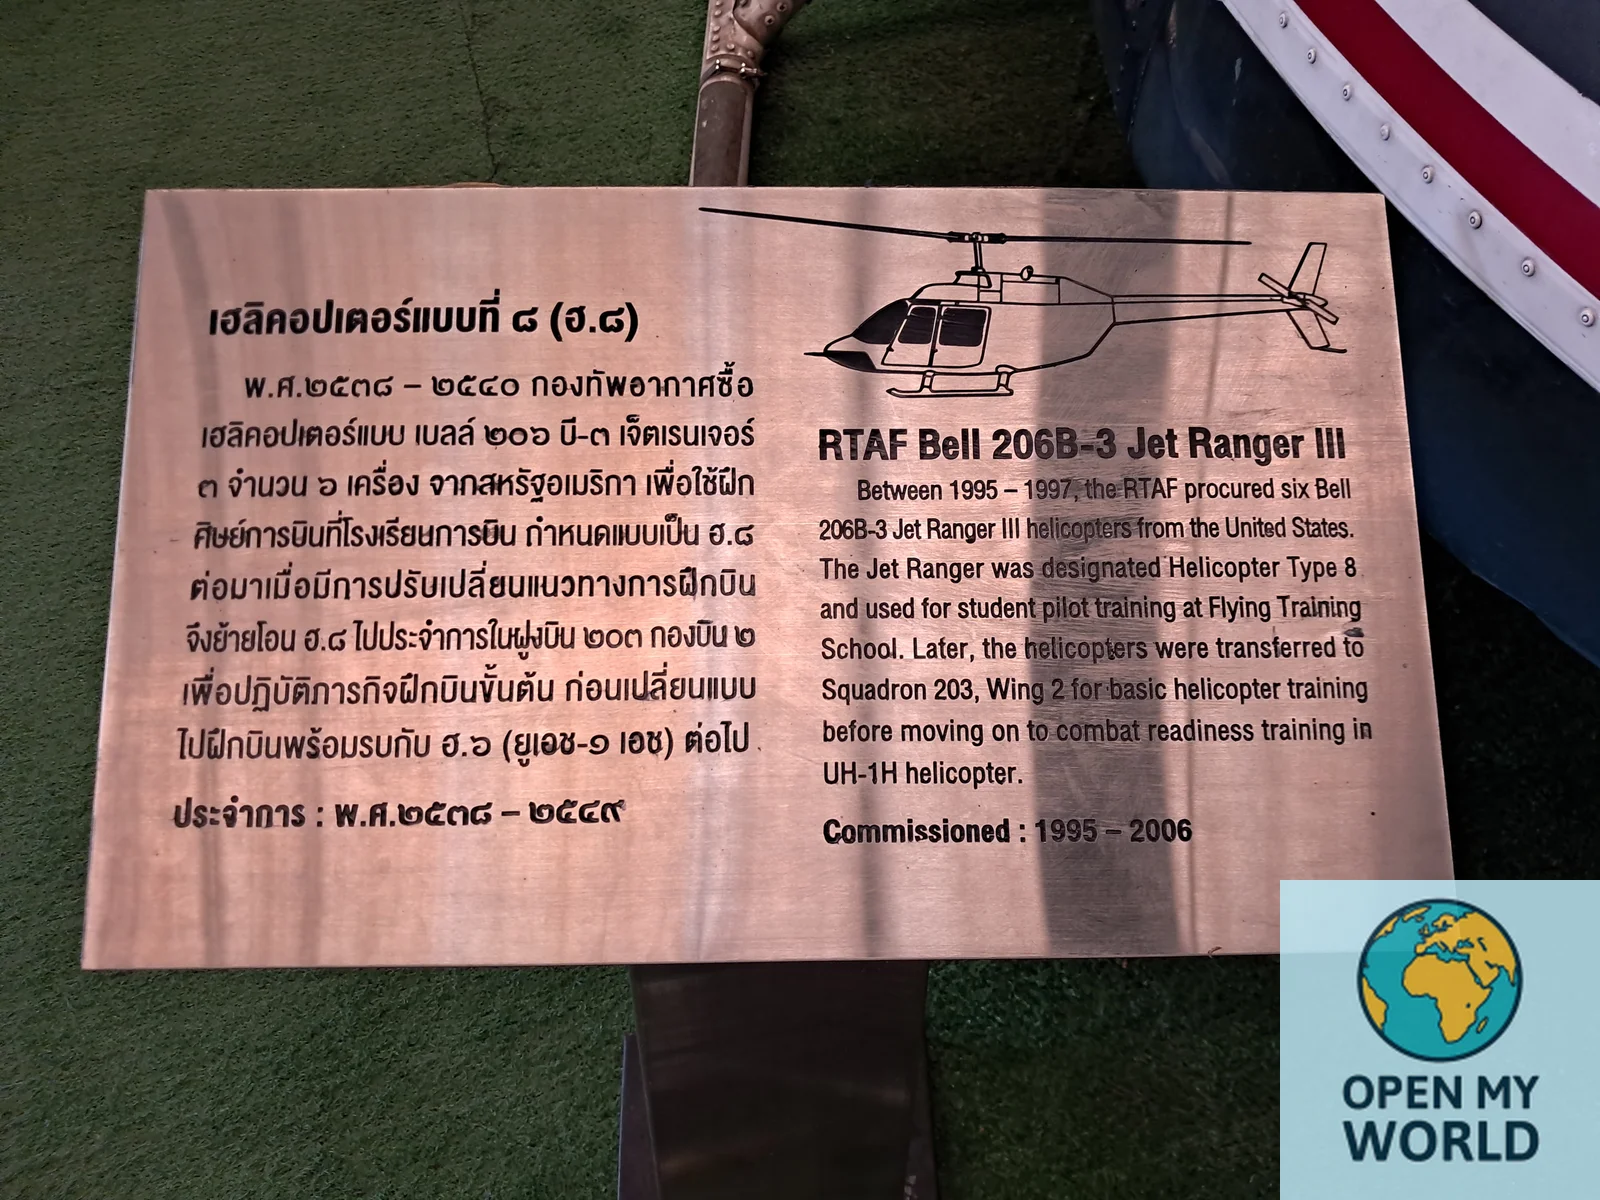 เฮลิคอปเตอร์แบบที่ ๘ (ฮ.๘)
พ.ศ.๒๕๓๘ – ๒๕๔๐ กองทัพอากาศซื้อ
เฮลิคอปเตอร์แบบ เบลล์ ๒๐๖ บี-๓ เจ็ตเรนเจอร์
๓ จำนวน ๖ เครื่อง จากสหรัฐอเมริกา เพื่อใช้ฝึก
ศิษย์การบินที่โรงเรียนการบิน กำหนดแบบเป็น ฮ.๘
ต่อมาเมื่อมีการปรับเปลี่ยนแนวทางการฝึกบิน
จึงย้ายโอน ฮ.๘ ไปประจำการในฝูงบิน ๒๐๓ กองบิน ๒
เพื่อปฏิบัติภารกิจฝึกบินขั้นต้น ก่อนเปลี่ยนแบบ
ไปฝึกบินพร้อมรบกับ ฮ.๖ (ยูเอช-๑ เอช) ต่อไป
ประจำการ : พ.ศ.๒๕๓๘ – ๒๕๔๙
RTAF Bell 206B-3 Jet Ranger III
Between 1995 – 1997, the RTAF procured six Bell
206B-3 Jet Ranger III helicopters from the United States.
The Jet Ranger was designated Helicopter Type 8
and used for student pilot training at Flying Training
School. Later, the helicopters were transferred to
Squadron 203, Wing 2 for basic helicopter training
before moving on to combat readiness training in
UH-1H helicopter.
Commissioned : 1995 – 2006
OPEN MY
WORLD